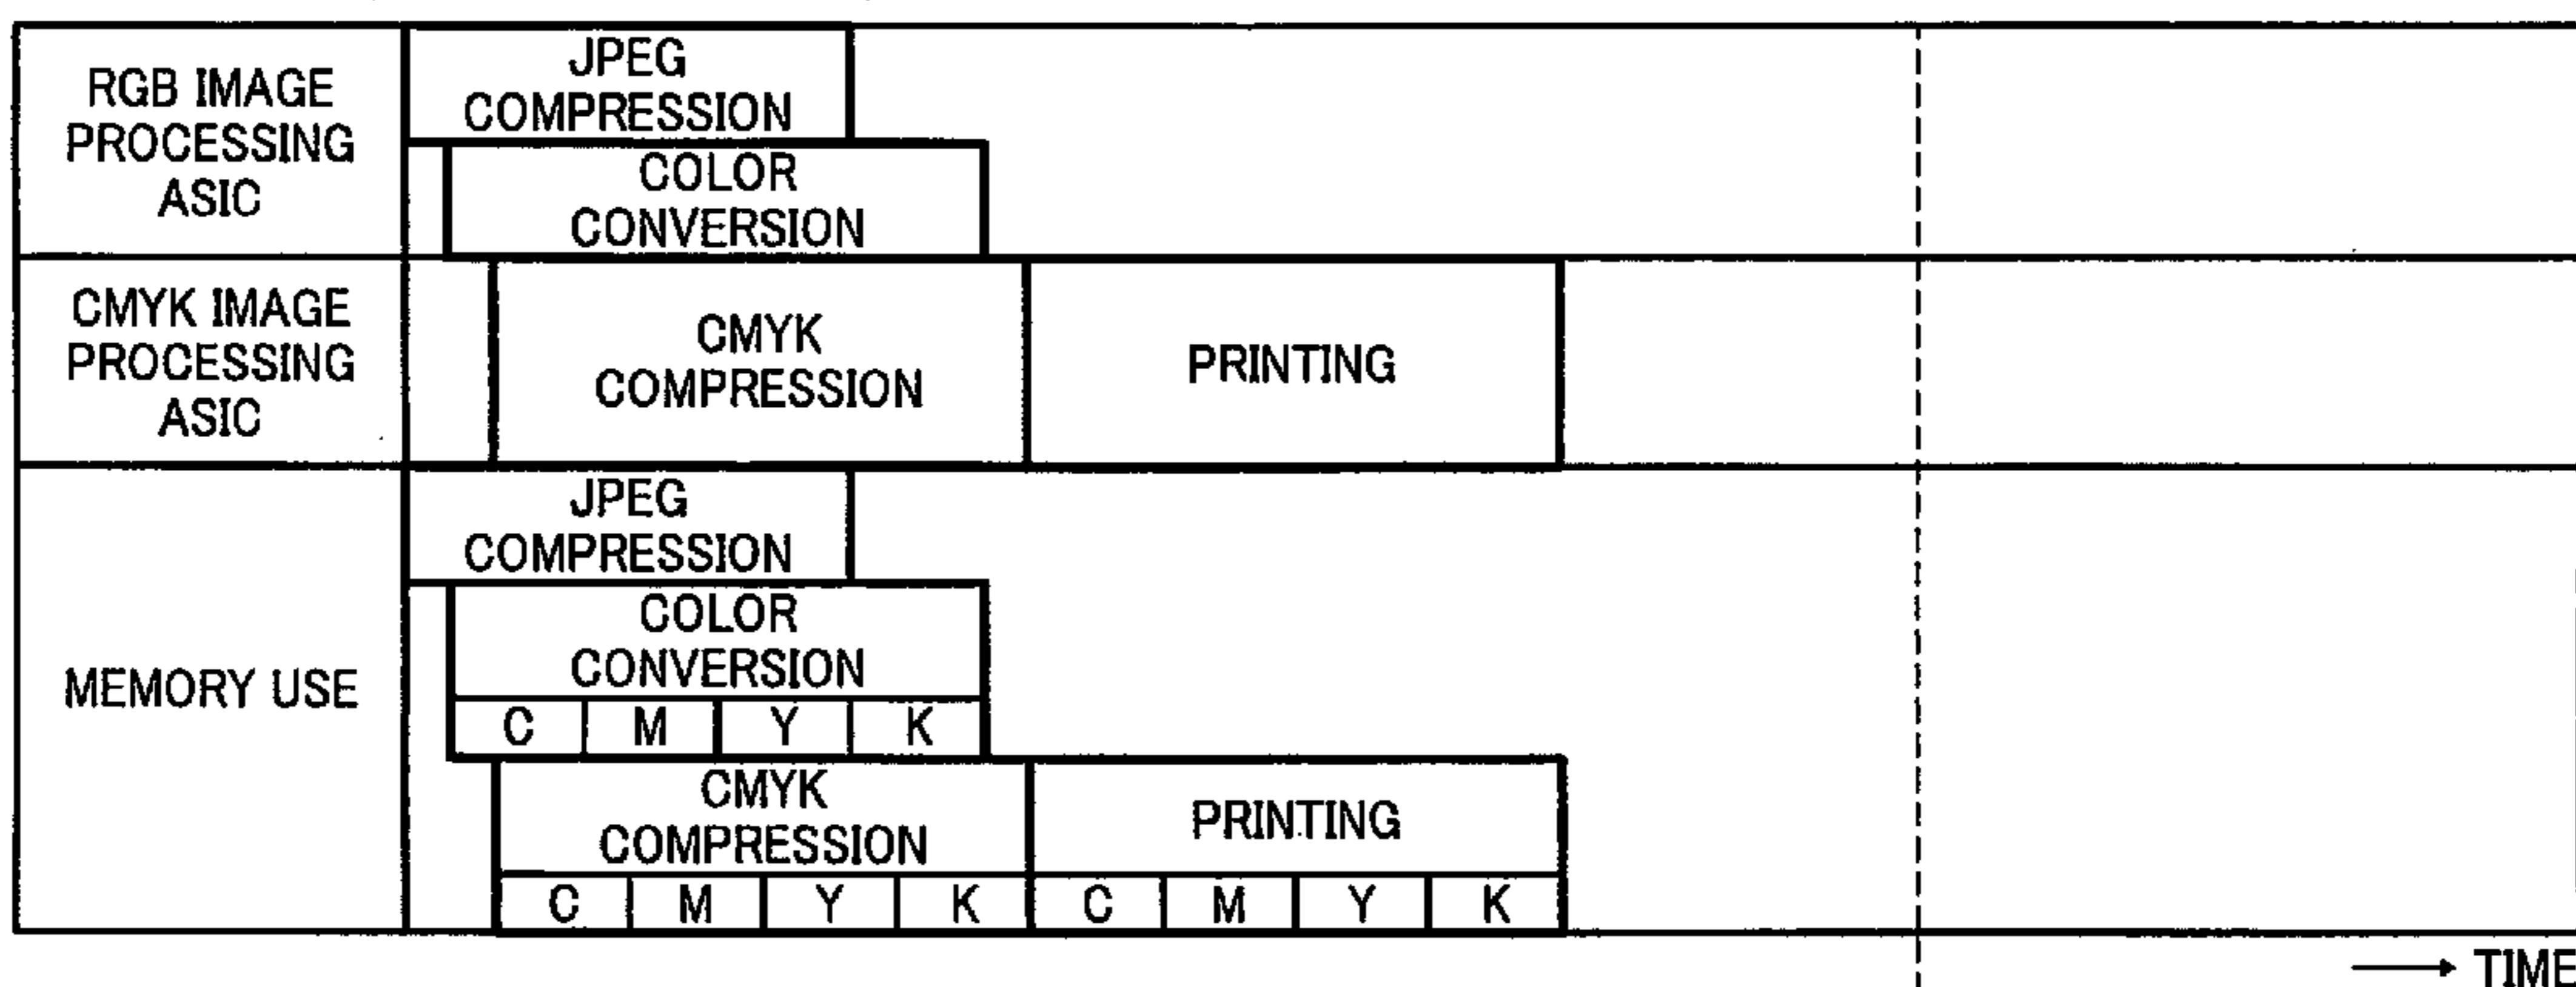 RGB IMAGE
PROCESSING
ASIC
JPEG
COMPRESSION
COLOR
CONVERSION
CMYK IMAGE
PROCESSING
ASIC
CMYK
COMPRESSION
PRINTING
MEMORY USE
JPEG
COMPRESSION
COLOR
CONVERSION
C M Y K
CMYK
COMPRESSION
PRINTING
C M Y K C M Y K
→ TIME